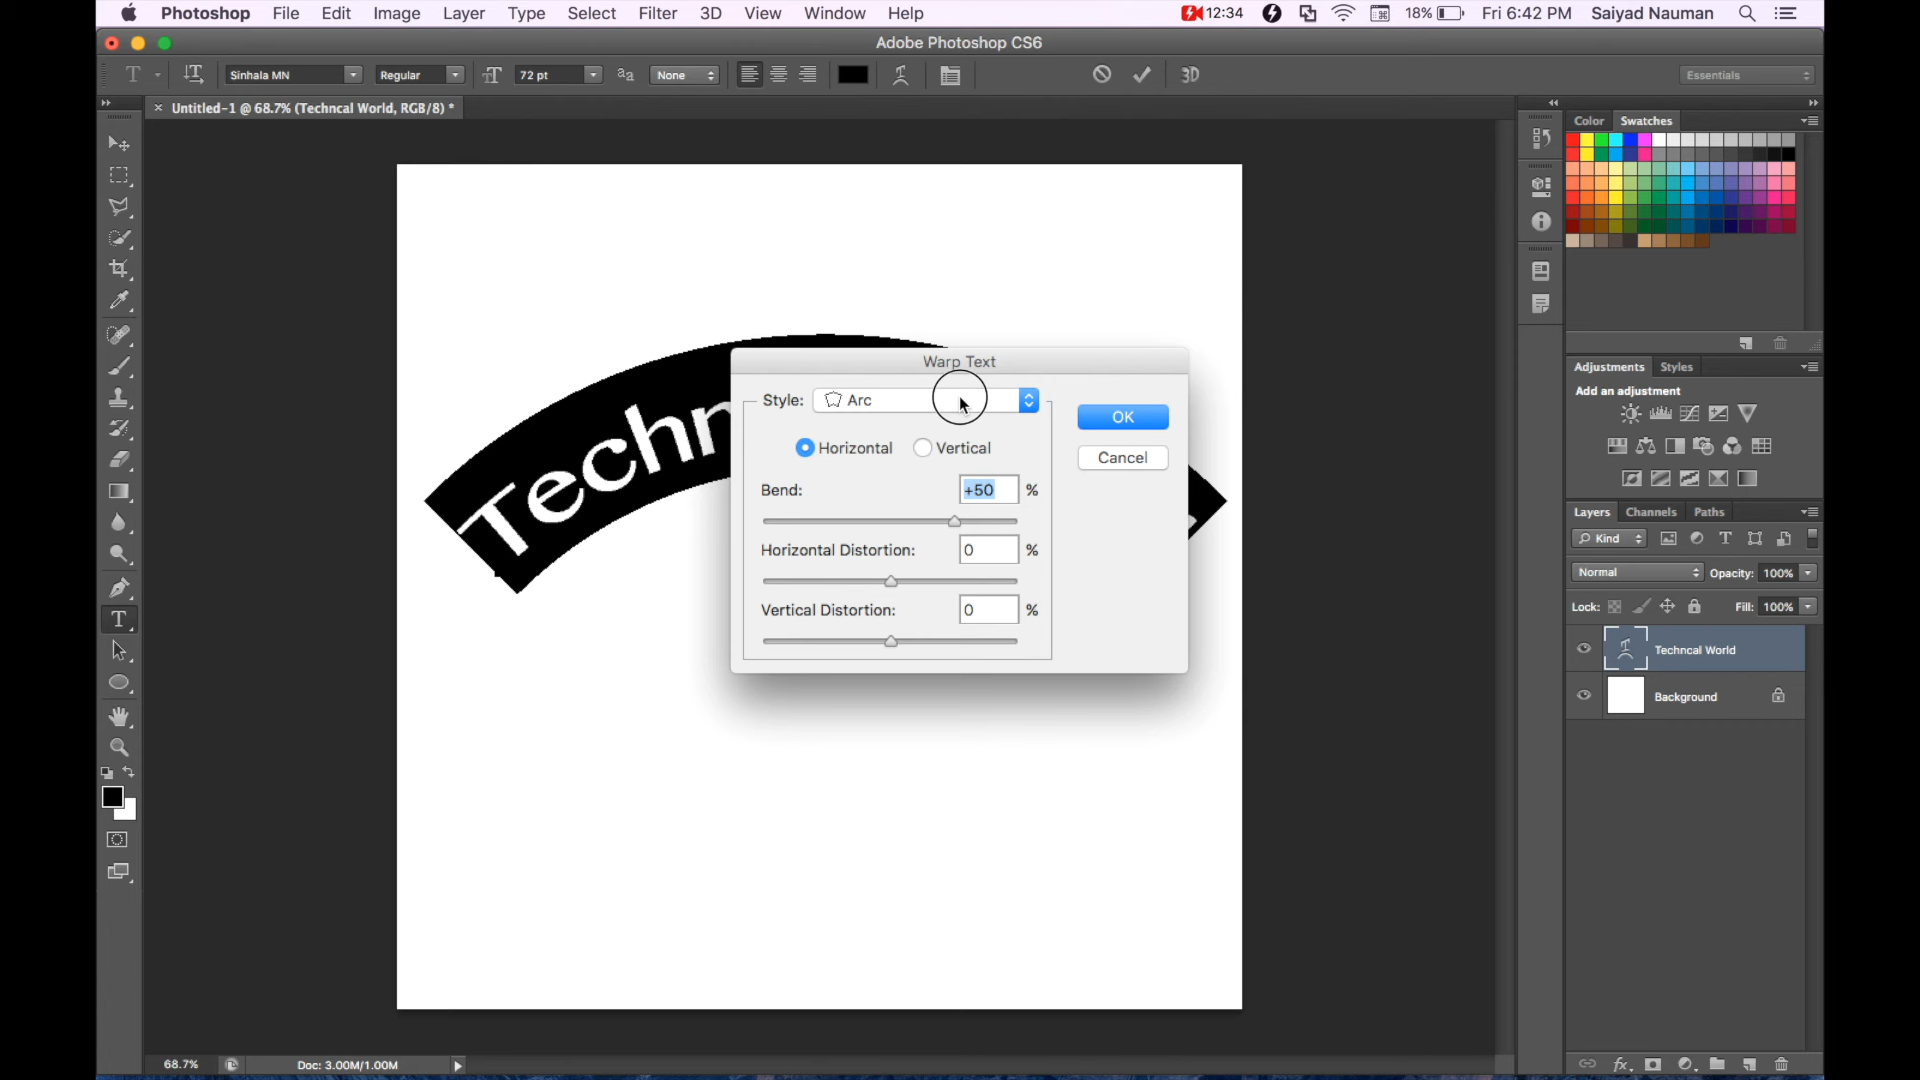 Photoshop File Edit Image Layer Type Select Filter 3D View Window Help 12:34 18% Fri 6:42 PM Saiyad Nauman
Adobe Photoshop CS6
T Sinhala MN Regular 72 pt aa None 3D Essentials
× Untitled-1 @ 68.7% (Techncal World, RGB/8) *
Color Swatches
Techn
Warp Text
Style: Arc
OK
Horizontal Vertical
Cancel
Bend: +50 %
Horizontal Distortion: 0 %
Vertical Distortion: 0 %
Adjustments Styles
Add an adjustment
Layers Channels Paths
Kind
Normal Opacity: 100%
Lock: Fill: 100%
Techncal World
Background
68.7% Doc: 3.00M/1.00M
fx